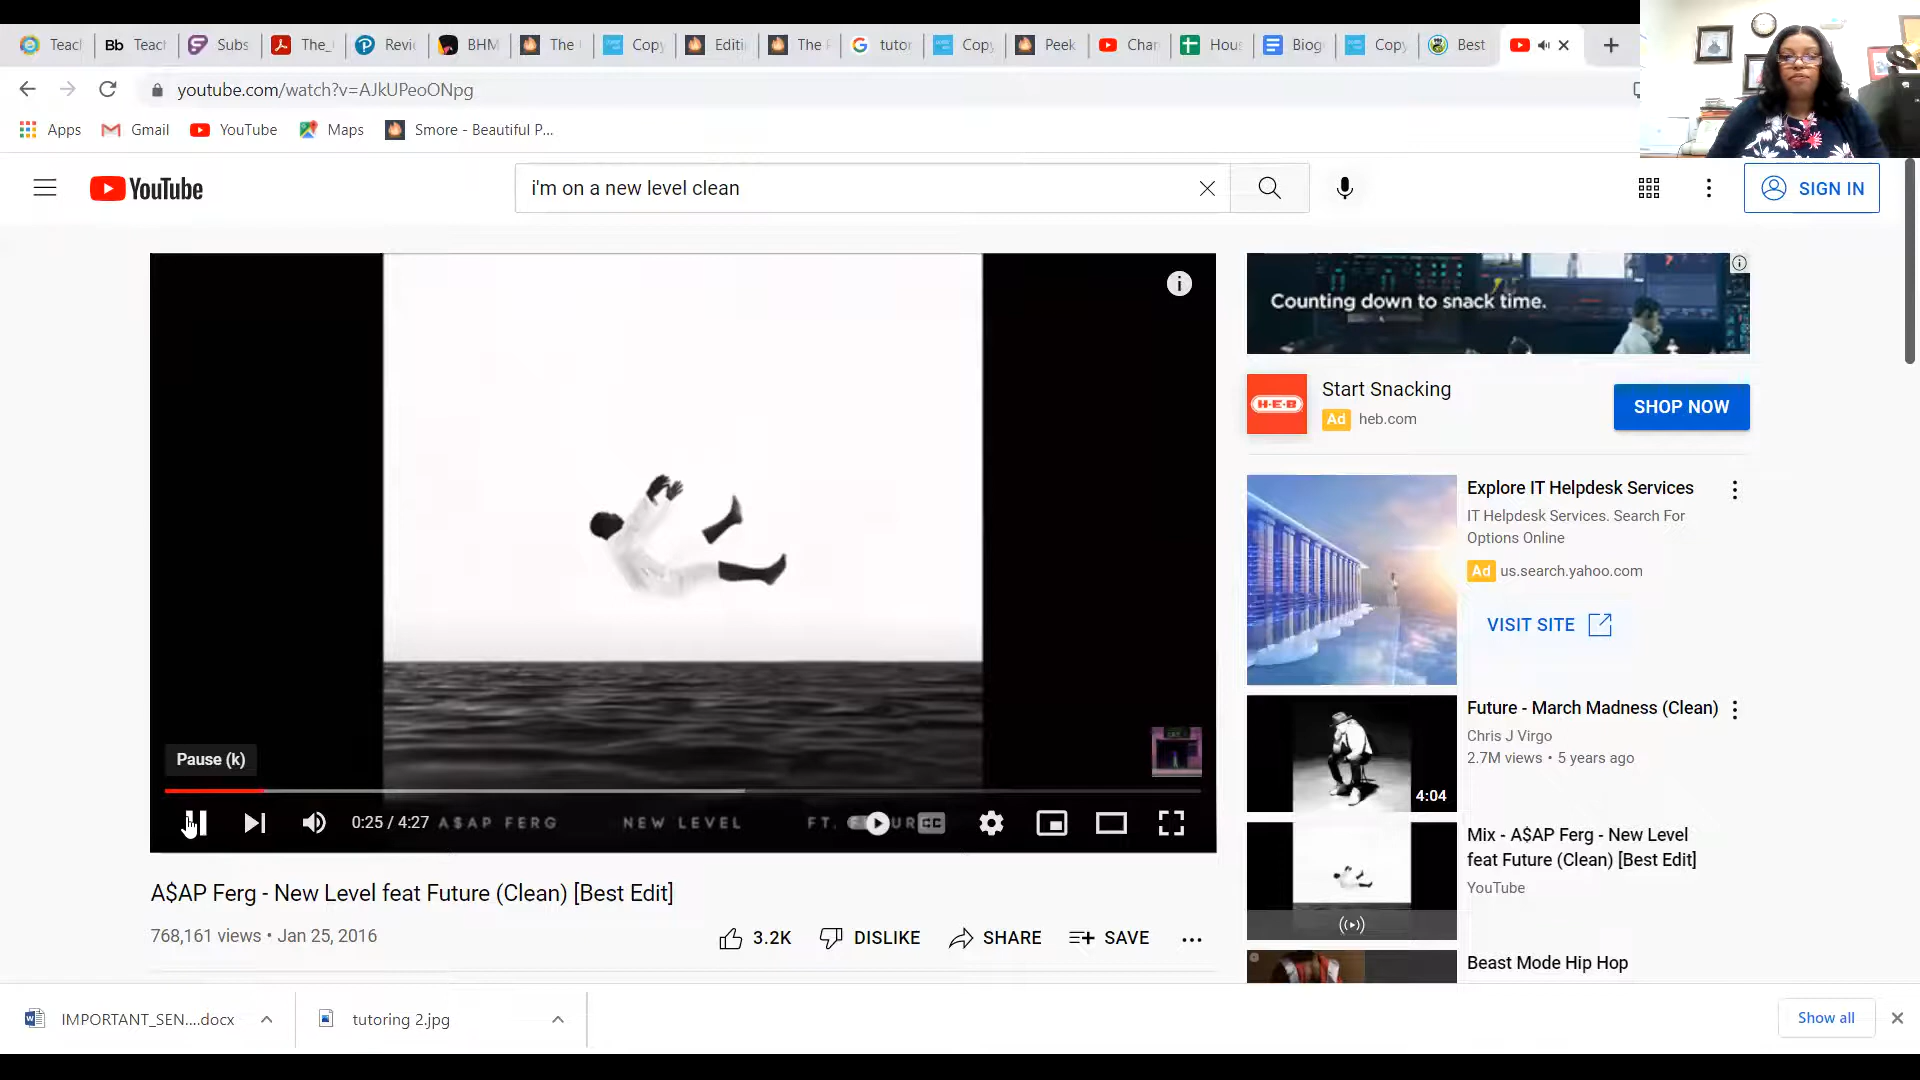 Teacl
Bb Teacl
Subs
The_
Revi
BHM
The
Copy
Editi
The F
tutor
Copy
Peek
Char
Hous
Biog
Copy
Best
youtube.com/watch?v=AJkUPeoONpg
Apps
Gmail
YouTube
Maps
Smore - Beautiful P...
YouTube
i'm on a new level clean
SIGN IN
Counting down to snack time.
H-E-B
Start Snacking
Ad heb.com
SHOP NOW
Explore IT Helpdesk Services
IT Helpdesk Services. Search For
Options Online
Ad us.search.yahoo.com
VISIT SITE
Future - March Madness (Clean)
Chris J Virgo
2.7M views • 5 years ago
4:04
Mix - A$AP Ferg - New Level
feat Future (Clean) [Best Edit]
YouTube
Beast Mode Hip Hop
Pause (k)
0:25 / 4:27
A$AP FERG NEW LEVEL FT.
CC
A$AP Ferg - New Level feat Future (Clean) [Best Edit]
768,161 views • Jan 25, 2016
3.2K
DISLIKE
SHARE
SAVE
IMPORTANT_SEN....docx
tutoring 2.jpg
Show all